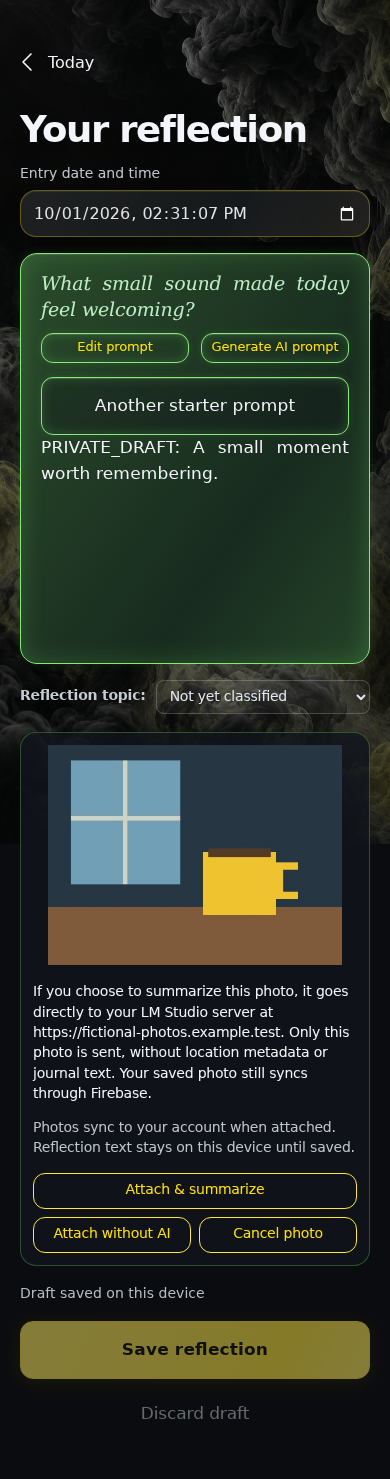 Today
Your reflection
Entry date and time
10/01/2026, 02:31:07 PM
What small sound made today
feel welcoming?
Edit prompt
Generate AI prompt
Another starter prompt
PRIVATE_DRAFT: A small moment
worth remembering.
Reflection topic:
Not yet classified
If you choose to summarize this photo, it goes
directly to your LM Studio server at
https://fictional-photos.example.test. Only this
photo is sent, without location metadata or
journal text. Your saved photo still syncs
through Firebase.
Photos sync to your account when attached.
Reflection text stays on this device until saved.
Attach & summarize
Attach without AI
Cancel photo
Draft saved on this device
Save reflection
Discard draft